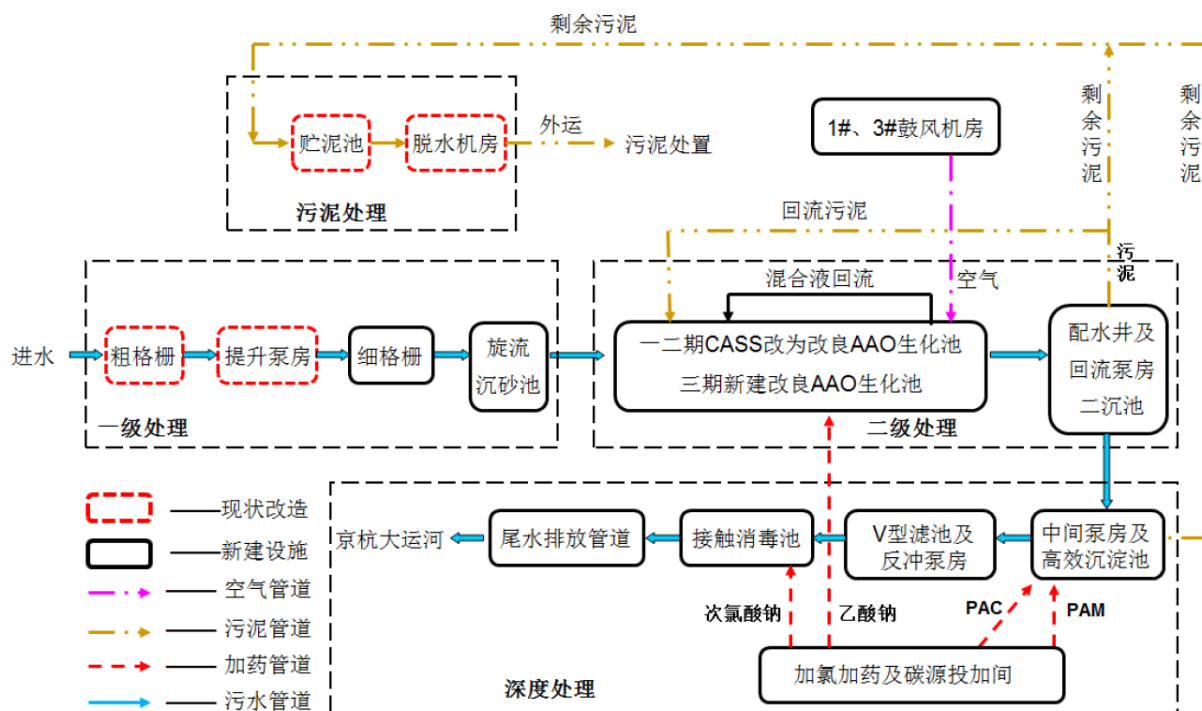 剩余污泥
剩余污泥
剩余污泥
1#、3#鼓风机房
贮泥池
脱水机房
外运
污泥处置
污泥处理
回流污泥
污泥
混合液回流
空气
进水
粗格栅
提升泵房
细格栅
旋流
沉砂池
一级处理
一二期CASS改为改良AAO生化池
三期新建改良AAO生化池
配水井及
回流泵房
二沉池
二级处理
现状改造
新建设施
空气管道
污泥管道
加药管道
污水管道
京杭大运河
尾水排放管道
接触消毒池
V型滤池及
反冲泵房
中间泵房及
高效沉淀池
次氯酸钠
乙酸钠
PAC
PAM
加氯加药及碳源投加间
深度处理